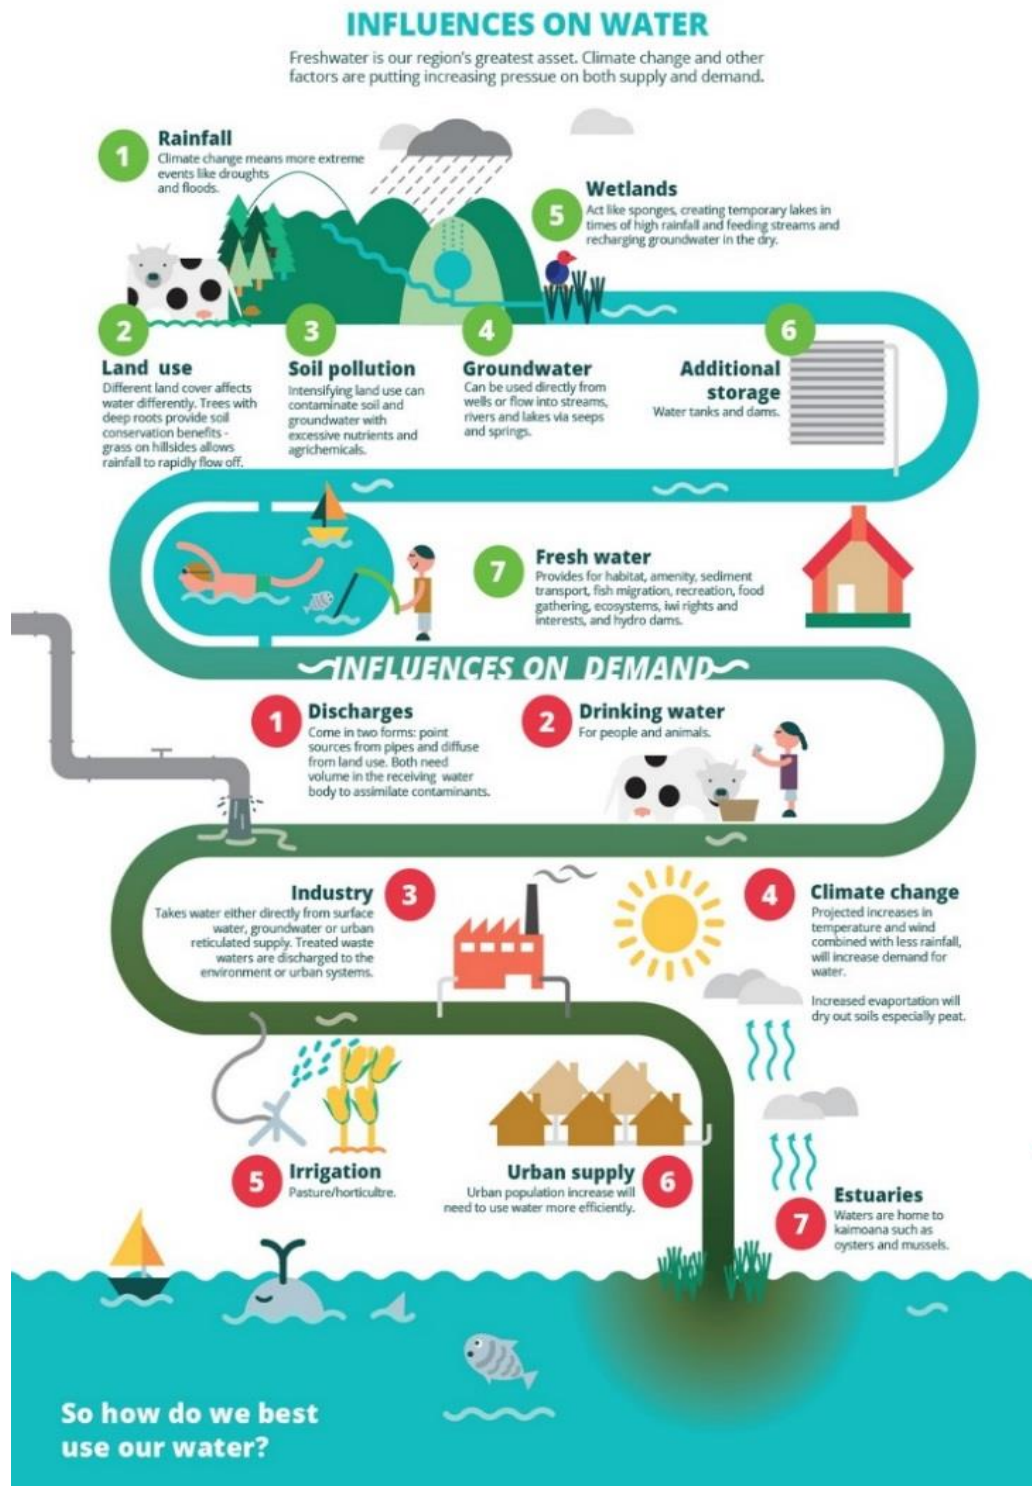 INFLUENCES ON WATER
Freshwater is our region's greatest asset. Climate change and other
factors are putting increasing pressue on both supply and demand.
1
Rainfall
Climate change means more extreme
events like droughts
and floods.
5
Wetlands
Act like sponges, creating temporary lakes in
times of high rainfall and feeding streams and
recharging groundwater in the dry.
2
Land use
Different land cover affects
water differently. Trees with
deep roots provide soil
conservation benefits -
grass on hillsides allows
rainfall to rapidly flow off.
3
Soil pollution
Intensifying land use can
contaminate soil and
groundwater with
excessive nutrients and
agrichemicals.
4
Groundwater
Can be used directly from
wells or flow into streams,
rivers and lakes via seeps
and springs.
6
Additional
storage
Water tanks and dams.
7
Fresh water
Provides for habitat, amenity, sediment
transport, fish migration, recreation, food
gathering, ecosystems, iwi rights and
interests, and hydro dams.
INFLUENCES ON DEMAND
1
Discharges
Come in two forms: point
sources from pipes and diffuse
from land use. Both need
volume in the receiving water
body to assimilate contaminants.
2
Drinking water
For people and animals.
3
Industry
Takes water either directly from surface
water, groundwater or urban
reticulated supply. Treated waste
waters are discharged to the
environment or urban systems.
4
Climate change
Projected increases in
temperature and wind
combined with less rainfall,
will increase demand for
water.
Increased evaportation will
dry out soils especially peat.
5
Irrigation
Pasture/horticultre.
Urban supply
6
Urban population increase will
need to use water more efficiently.
7
Estuaries
Waters are home to
kaimoana such as
oysters and mussels.
So how do we best
use our water?